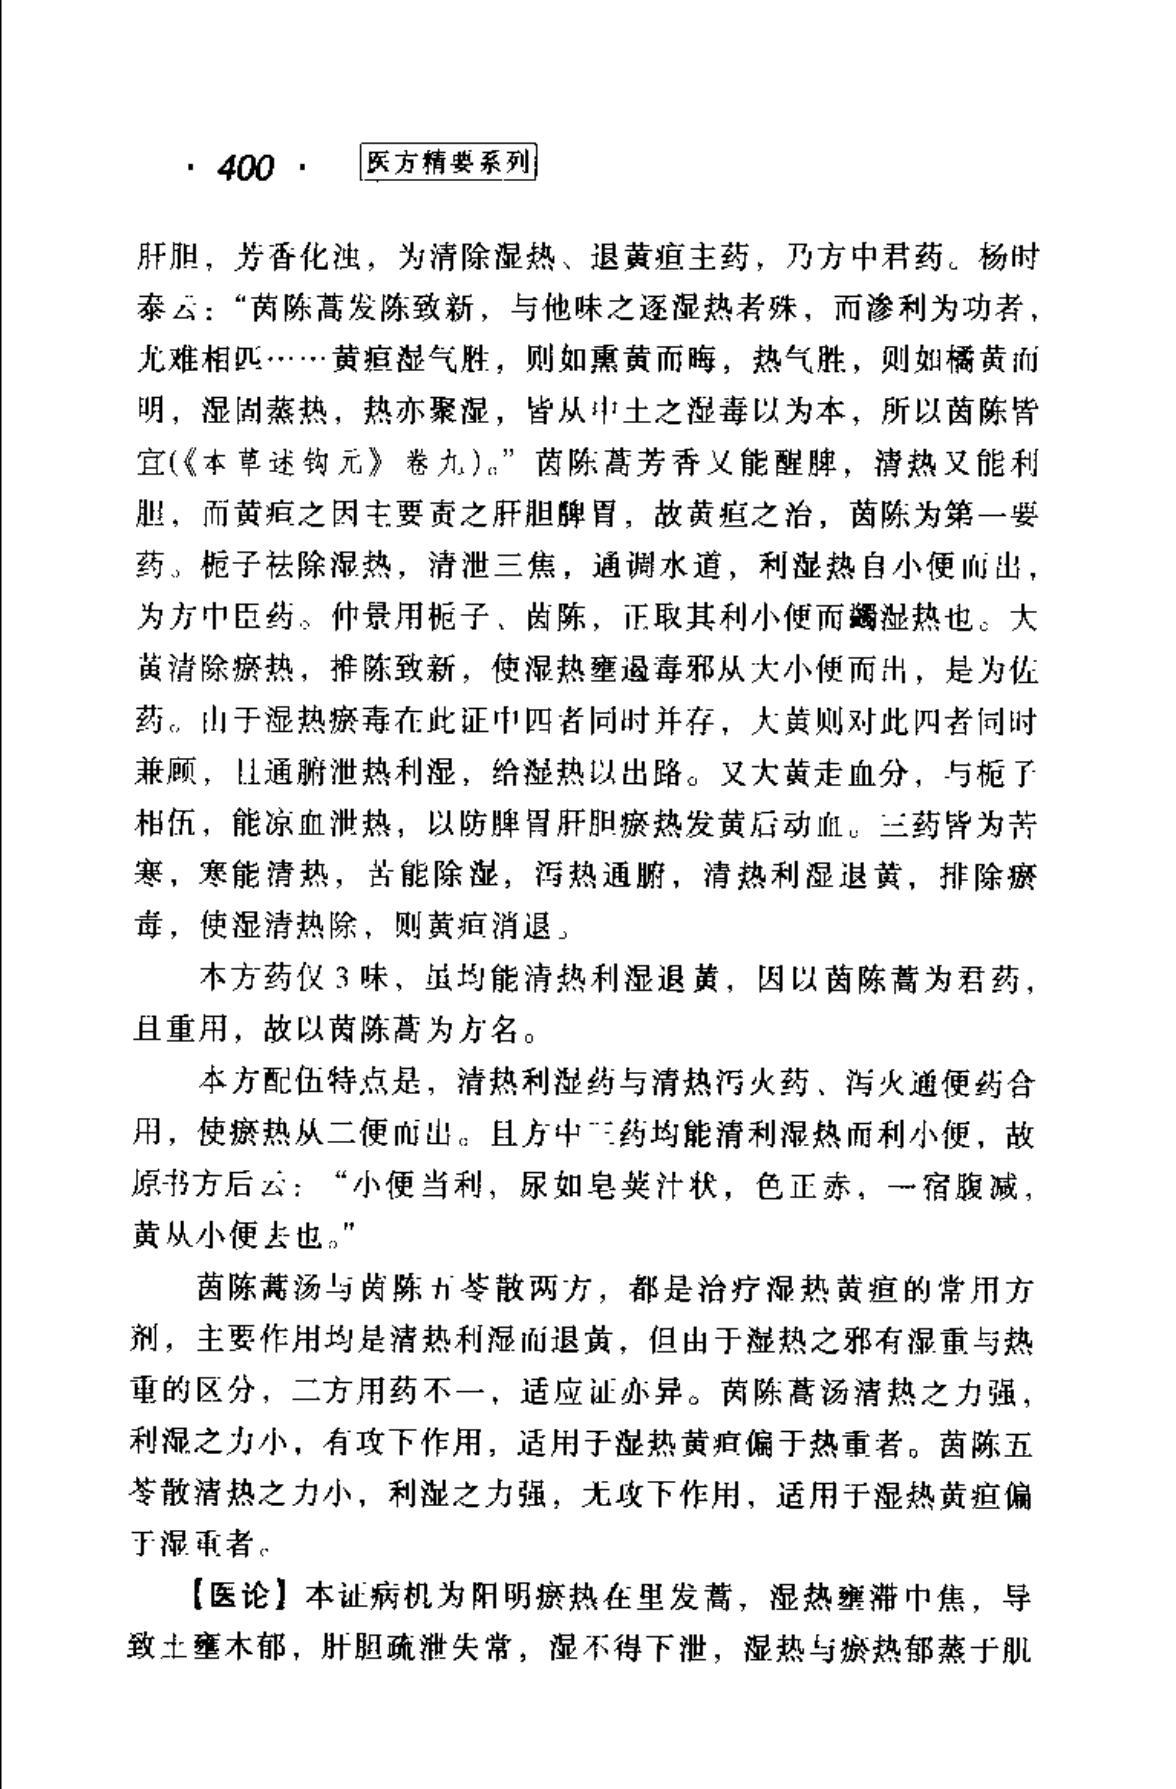 · 400 · 医方精要系列
肝胆，芳香化浊，为清除湿热、退黄疸主药，乃方中君药。杨时
泰云：“茵陈蒿发陈致新，与他味之逐湿热者殊，而渗利为功者，
尤难相匹……黄疸湿气胜，则如熏黄而晦，热气胜，则如橘黄而
明，湿固蒸热，热亦聚湿，皆从中土之湿毒以为本，所以茵陈皆
宜(《本草述钩元》卷九)。”茵陈蒿芳香又能醒脾，清热又能利
胆，而黄疸之因主要责之肝胆脾胃，故黄疸之治，茵陈为第一要
药。栀子祛除湿热，清泄三焦，通调水道，利湿热自小便而出，
为方中臣药。仲景用栀子、茵陈，正取其利小便而蠲湿热也。大
黄清除瘀热，推陈致新，使湿热壅遏毒邪从大小便而出，是为佐
药。由于湿热瘀毒在此证中四者同时并存，大黄则对此四者同时
兼顾，且通腑泄热利湿，给湿热以出路。又大黄走血分，与栀子
相伍，能凉血泄热，以防脾胃肝胆瘀热发黄后动血。三药皆为苦
寒，寒能清热，苦能除湿，泻热通腑，清热利湿退黄，排除瘀
毒，使湿清热除，则黄疸消退。
本方药仅 3 味，虽均能清热利湿退黄，因以茵陈蒿为君药，
且重用，故以茵陈蒿为方名。
本方配伍特点是，清热利湿药与清热泻火药、泻火通便药合
用，使瘀热从二便而出。且方中三药均能清利湿热而利小便，故
原书方后云：“小便当利，尿如皂荚汁状，色正赤，一宿腹减，
黄从小便去也。”
茵陈蒿汤与茵陈五苓散两方，都是治疗湿热黄疸的常用方
剂，主要作用均是清热利湿而退黄，但由于湿热之邪有湿重与热
重的区分，二方用药不一，适应证亦异。茵陈蒿汤清热之力强，
利湿之力小，有攻下作用，适用于湿热黄疸偏于热重者。茵陈五
苓散清热之力小，利湿之力强，无攻下作用，适用于湿热黄疸偏
于湿重者。
【医论】本证病机为阳明瘀热在里发蒿，湿热壅滞中焦，导
致土壅木郁，肝胆疏泄失常，湿不得下泄，湿热与瘀热郁蒸于肌